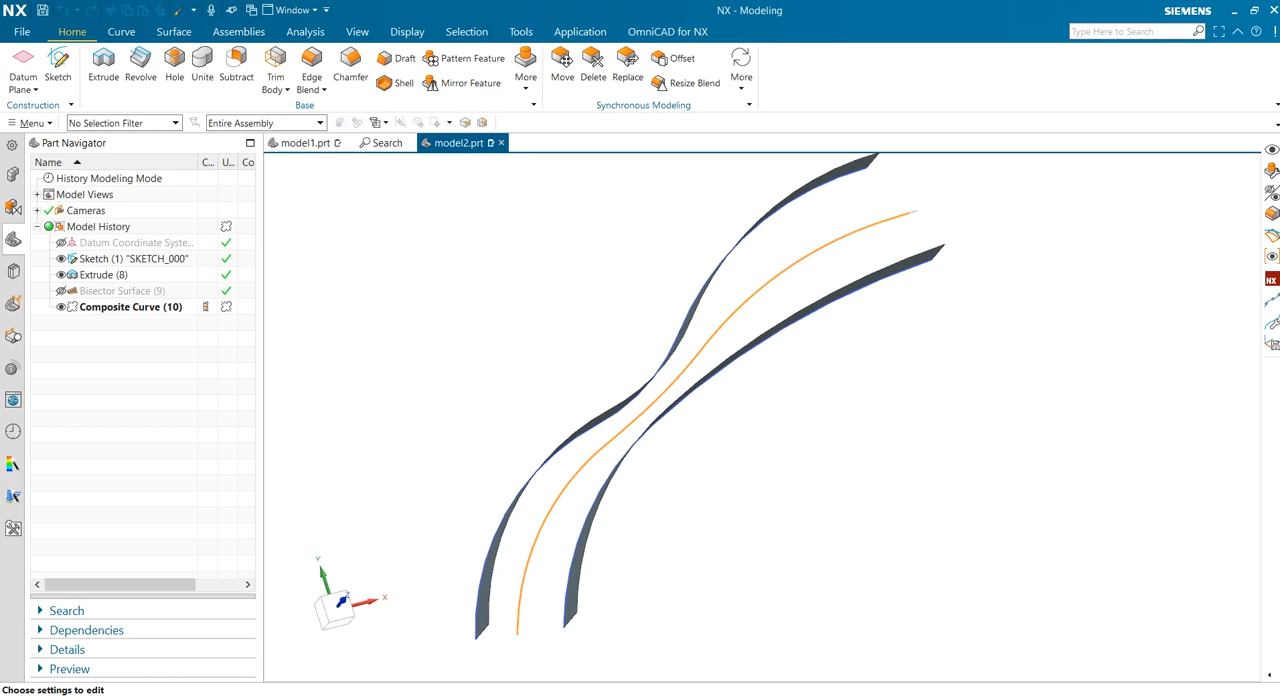 NX
Window
NX - Modeling
SIEMENS
File Home Curve Surface Assemblies Analysis View Display Selection Tools Application OmniCAD for NX
Type Here to Search
Datum Plane Sketch Extrude Revolve Hole Unite Subtract Trim Body Edge Blend Chamfer Draft Shell Pattern Feature Mirror Feature More Move Delete Replace Offset Resize Blend More
Construction Base Synchronous Modeling
Menu No Selection Filter Entire Assembly
Part Navigator
model1.prt Search model2.prt
Name C... U... Co
History Modeling Mode
Model Views
Cameras
Model History
Datum Coordinate Syste...
Sketch (1) "SKETCH_000"
Extrude (8)
Bisector Surface (9)
Composite Curve (10)
NX
Y
Z
X
Search
Dependencies
Details
Preview
Choose settings to edit